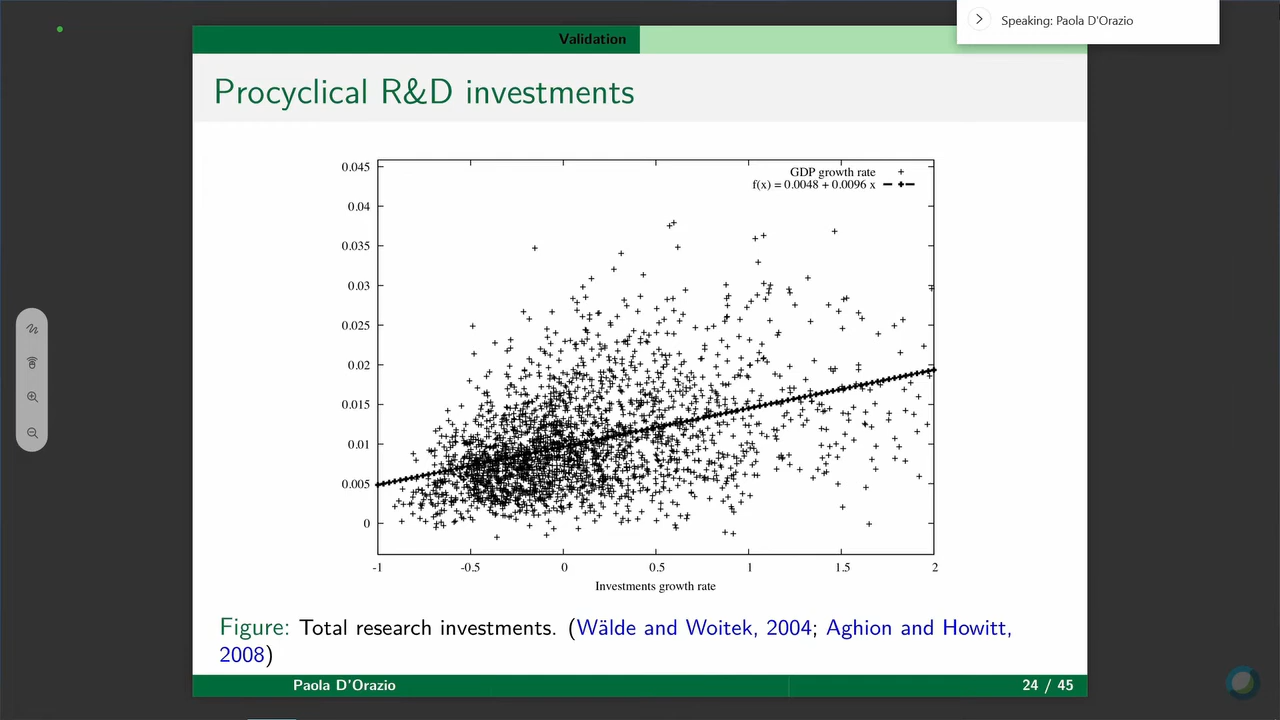 Speaking: Paola D'Orazio
Validation
Procyclical R&D investments
0.045
0.04
0.035
0.03
0.025
0.02
0.015
0.01
0.005
0
GDP growth rate
f(x) = 0.0048 + 0.0096 x
-1 -0.5 0 0.5 1 1.5 2
Investments growth rate
Figure: Total research investments. (Wälde and Woitek, 2004; Aghion and Howitt,
2008)
Paola D'Orazio 24 / 45